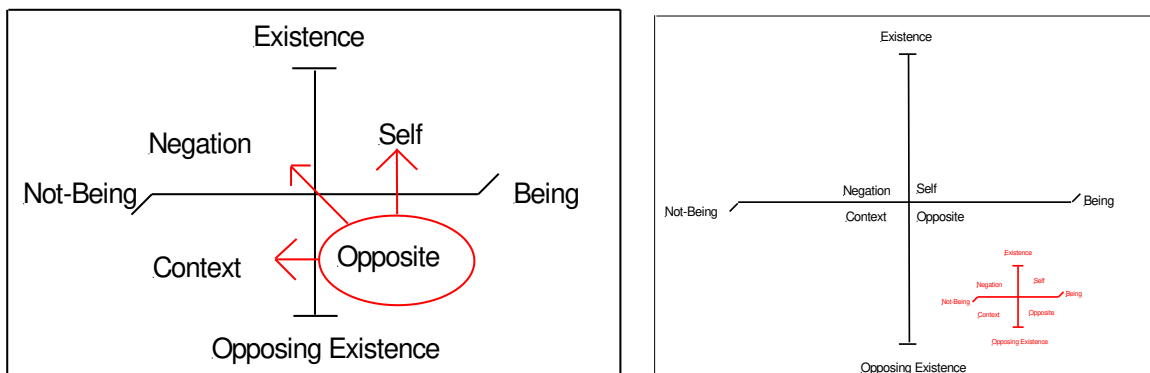 Existence
Self
Negation
Not-Being
Being
Opposite
Context
Opposing Existence
Existence
Negation Self
Not-Being
Being
Context Opposite
Existence
Negation
Self
Not-Being
Being
Context
Opposite
Opposing Existence
Opposing Existence